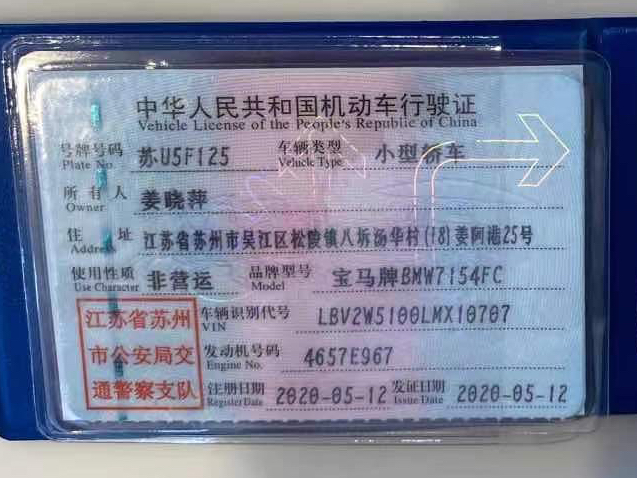 中华人民共和国机动车行驶证
Vehicle License of the People's Republic of China
号牌号码 苏U5F125 车辆类型 小型轿车
Plate No. Vehicle Type
所有人 姜晓萍
Owner
住址 江苏省苏州市吴江区松陵镇八坼汤华村(18)姜阿港25号
Address
使用性质 非营运 品牌型号 宝马牌BMW7154FC
Use Character Model
江苏省苏州 车辆识别代号 LBV2W5100LMX10707
VIN
市公安局交 发动机号码 4657E967
Engine No.
通警察支队 注册日期 2020-05-12 发证日期 2020-05-12
Register Date Issue Date